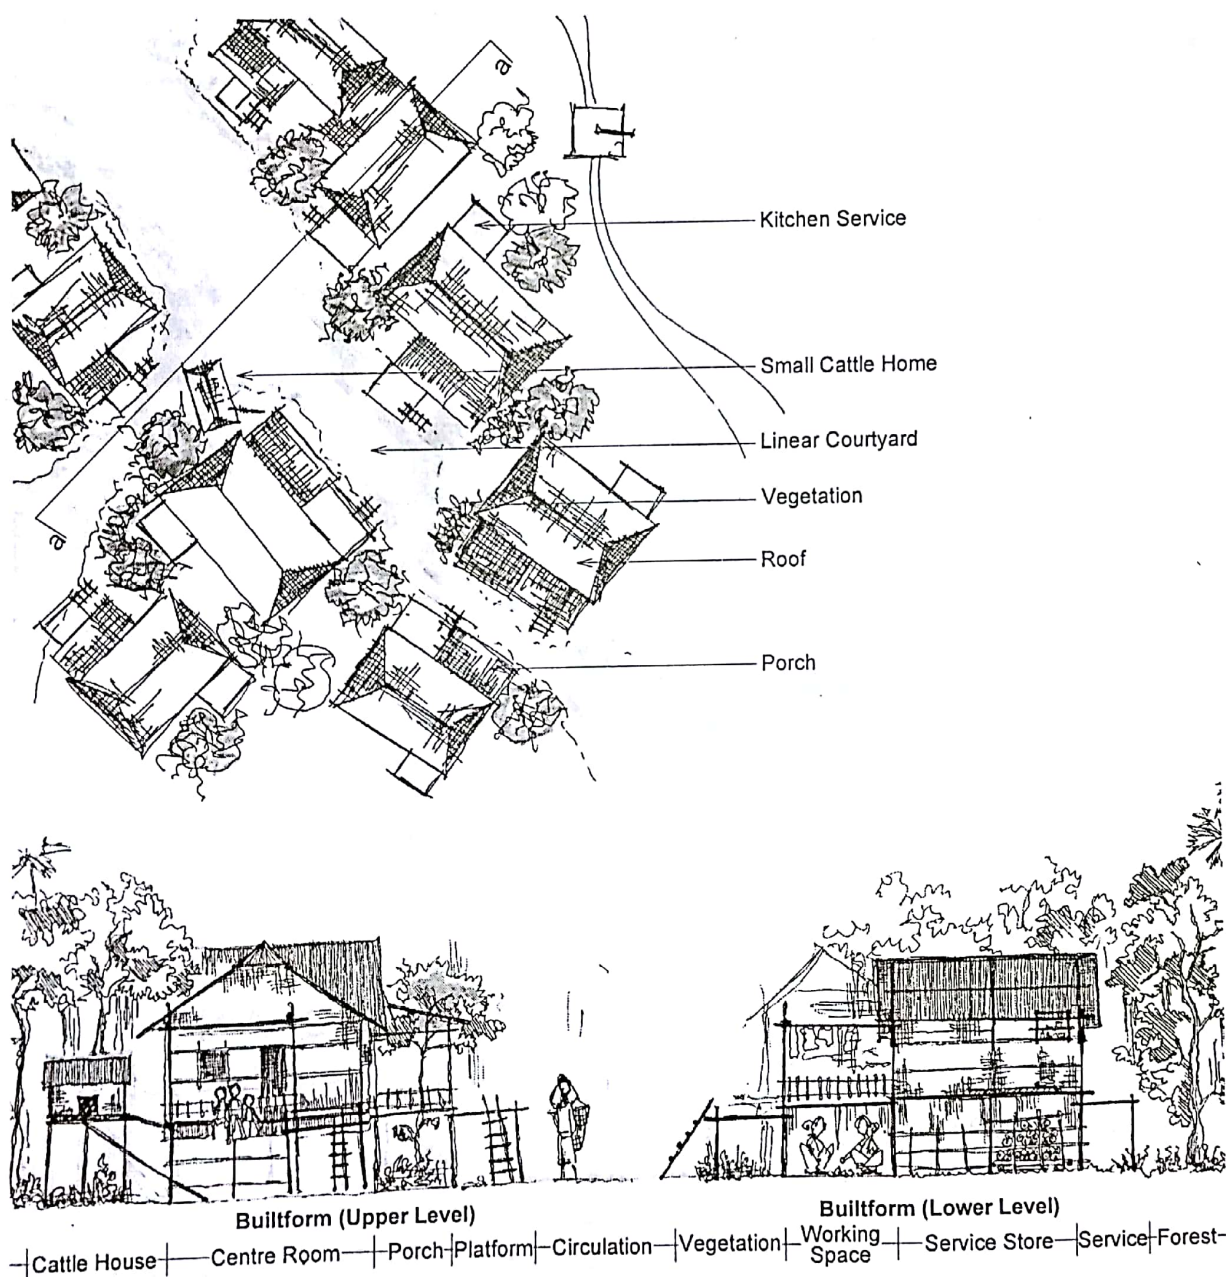 a
Kitchen Service
Small Cattle Home
Linear Courtyard
Vegetation
Roof
Porch
a
Builtform (Upper Level)
Builtform (Lower Level)
Cattle House
Centre Room
Porch
Platform
Circulation
Vegetation
Working
Space
Service Store
Service
Forest